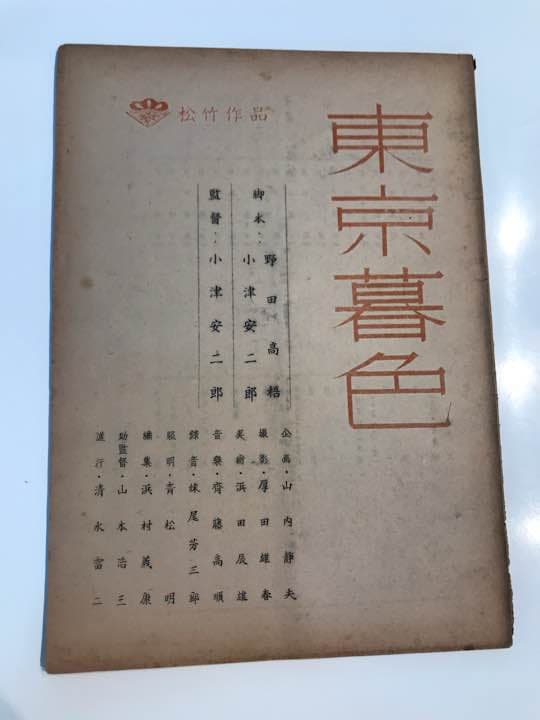 東京暮色
松竹作品
脚本・野田高梧
小津安二郎
監督・小津安二郎
企画・山内静夫
撮影・厚田雄春
美術・浜田辰雄
音楽・齊藤高順
録音・妹尾芳三郎
照明・青松明
編集・浜村義康
助監督・山本浩三
進行・清水富二